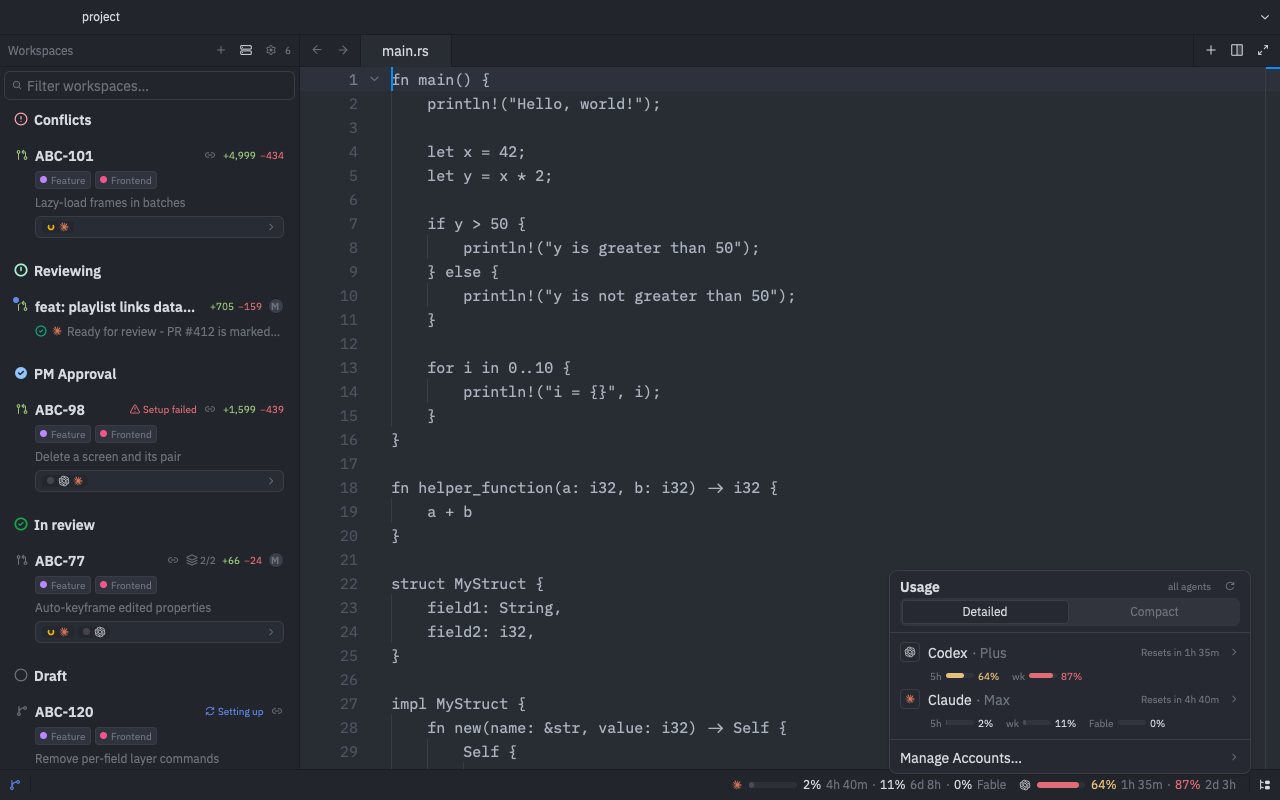 project
Workspaces
6
Filter workspaces...
Conflicts
ABC-101 +4,999 −434
Feature Frontend
Lazy-load frames in batches
Reviewing
feat: playlist links data... +705 −159 M
Ready for review - PR #412 is marked...
PM Approval
ABC-98 Setup failed +1,599 −439
Feature Frontend
Delete a screen and its pair
In review
ABC-77 2/2 +66 −24 M
Feature Frontend
Auto-keyframe edited properties
Draft
ABC-120 Setting up
Feature Frontend
Remove per-field layer commands
main.rs
1 fn main() {
2 println!("Hello, world!");
3
4 let x = 42;
5 let y = x * 2;
6
7 if y > 50 {
8 println!("y is greater than 50");
9 } else {
10 println!("y is not greater than 50");
11 }
12
13 for i in 0..10 {
14 println!("i = {}", i);
15 }
16 }
17
18 fn helper_function(a: i32, b: i32) -> i32 {
19 a + b
20 }
21
22 struct MyStruct {
23 field1: String,
24 field2: i32,
25 }
26
27 impl MyStruct {
28 fn new(name: &str, value: i32) -> Self {
29 Self {
Usage all agents
Detailed Compact
Codex · Plus Resets in 1h 35m
5h 64% wk 87%
Claude · Max Resets in 4h 40m
5h 2% wk 11% Fable 0%
Manage Accounts...
2% 4h 40m · 11% 6d 8h · 0% Fable 64% 1h 35m · 87% 2d 3h